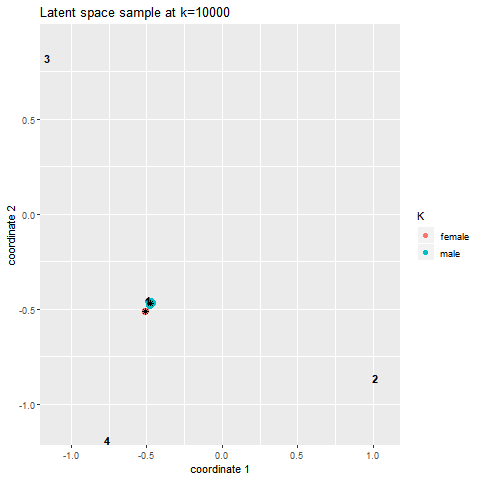 Latent space sample at k=10000
3
0.5
0.0
-0.5
-1.0
coordinate 2
2
4
-1.0 -0.5 0.0 0.5 1.0
coordinate 1
K
female
male